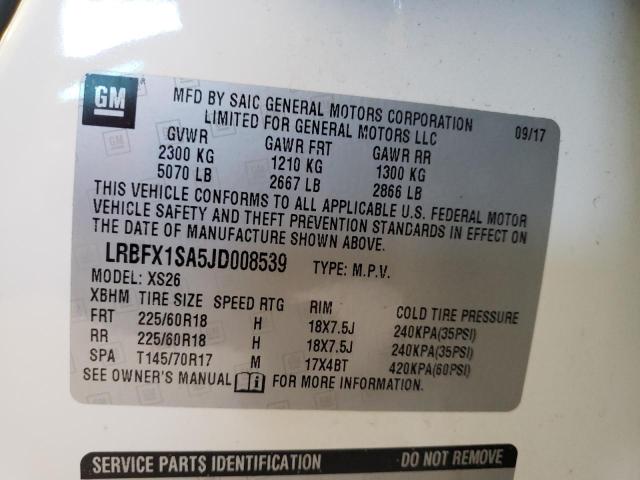 GM
MFD BY SAIC GENERAL MOTORS CORPORATION
LIMITED FOR GENERAL MOTORS LLC
09/17
GVWR GAWR FRT GAWR RR
2300 KG 1210 KG 1300 KG
5070 LB 2667 LB 2866 LB
THIS VEHICLE CONFORMS TO ALL APPLICABLE U.S. FEDERAL MOTOR
VEHICLE SAFETY AND THEFT PREVENTION STANDARDS IN EFFECT ON
THE DATE OF MANUFACTURE SHOWN ABOVE.
LRBFX1SA5JD008539 TYPE: M.P.V.
MODEL: XS26
XBHM TIRE SIZE SPEED RTG RIM COLD TIRE PRESSURE
FRT 225/60R18 H 18X7.5J 240KPA(35PSI)
RR 225/60R18 H 18X7.5J 240KPA(35PSI)
SPA T145/70R17 M 17X4BT 420KPA(60PSI)
SEE OWNER'S MANUAL i FOR MORE INFORMATION.
SERVICE PARTS IDENTIFICATION DO NOT REMOVE